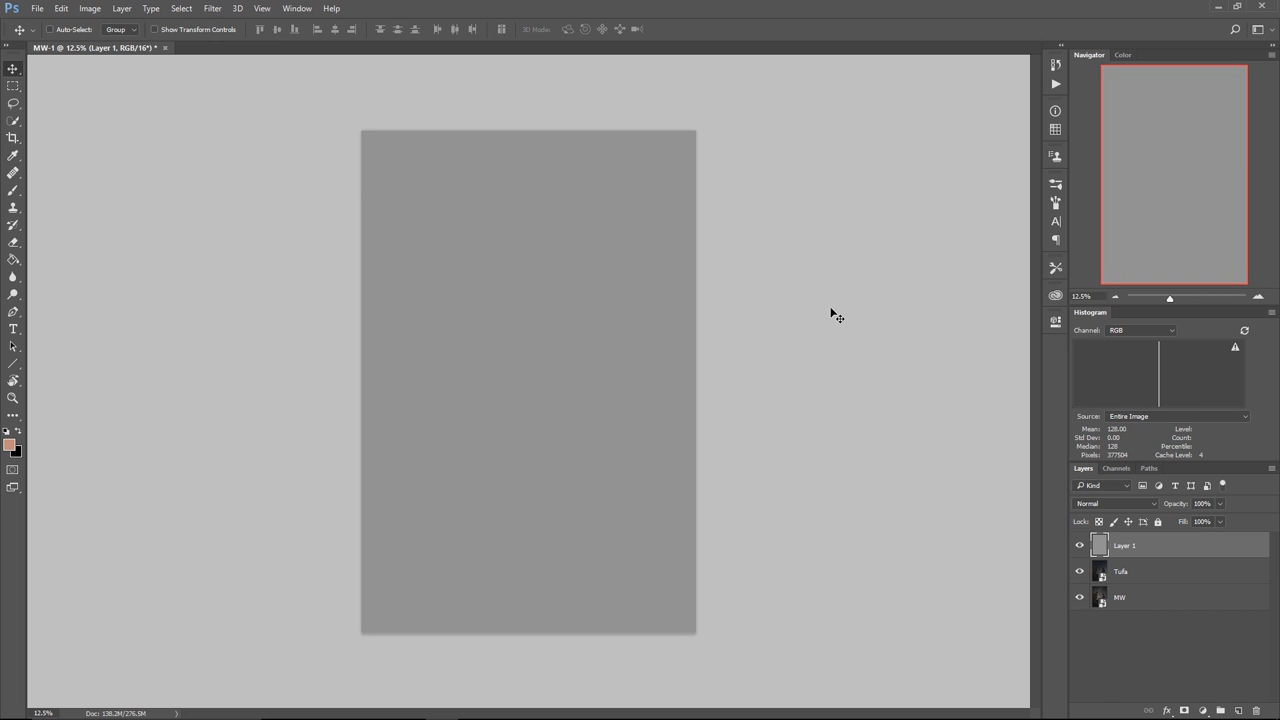 Ps File Edit Image Layer Type Select Filter 3D View Window Help
Auto-Select: Group Show Transform Controls 3D Mode:
MW-1 @ 12.5% (Layer 1, RGB/16*) * ×
Navigator Color
12.5%
Histogram
Channel: RGB
Source: Entire Image
Mean: 128.00 Level:
Std Dev: 0.00 Count:
Median: 128 Percentile:
Pixels: 377504 Cache Level: 4
Layers Channels Paths
Kind
Normal Opacity: 100%
Lock: Fill: 100%
Layer 1
Tufa
MW
12.5% Doc: 138.2M/276.5M